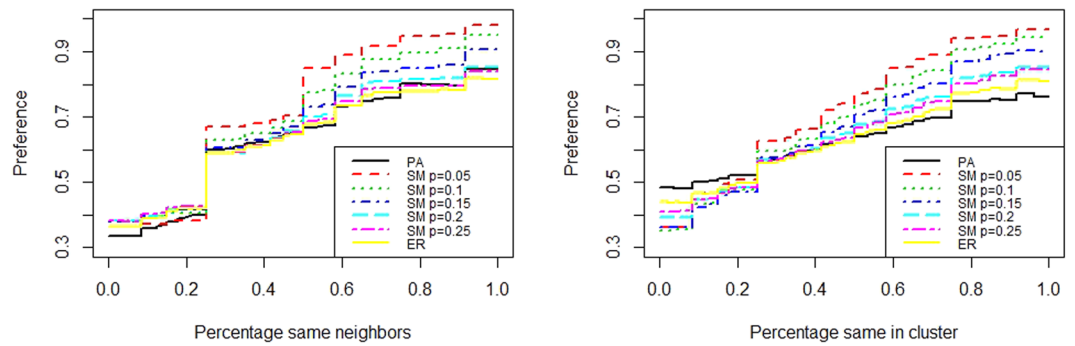 Preference
0.9
0.7
0.5
0.3
PA
SM p=0.05
SM p=0.1
SM p=0.15
SM p=0.2
SM p=0.25
ER
0.0 0.2 0.4 0.6 0.8 1.0
Percentage same neighbors
Preference
0.9
0.7
0.5
0.3
PA
SM p=0.05
SM p=0.1
SM p=0.15
SM p=0.2
SM p=0.25
ER
0.0 0.2 0.4 0.6 0.8 1.0
Percentage same in cluster